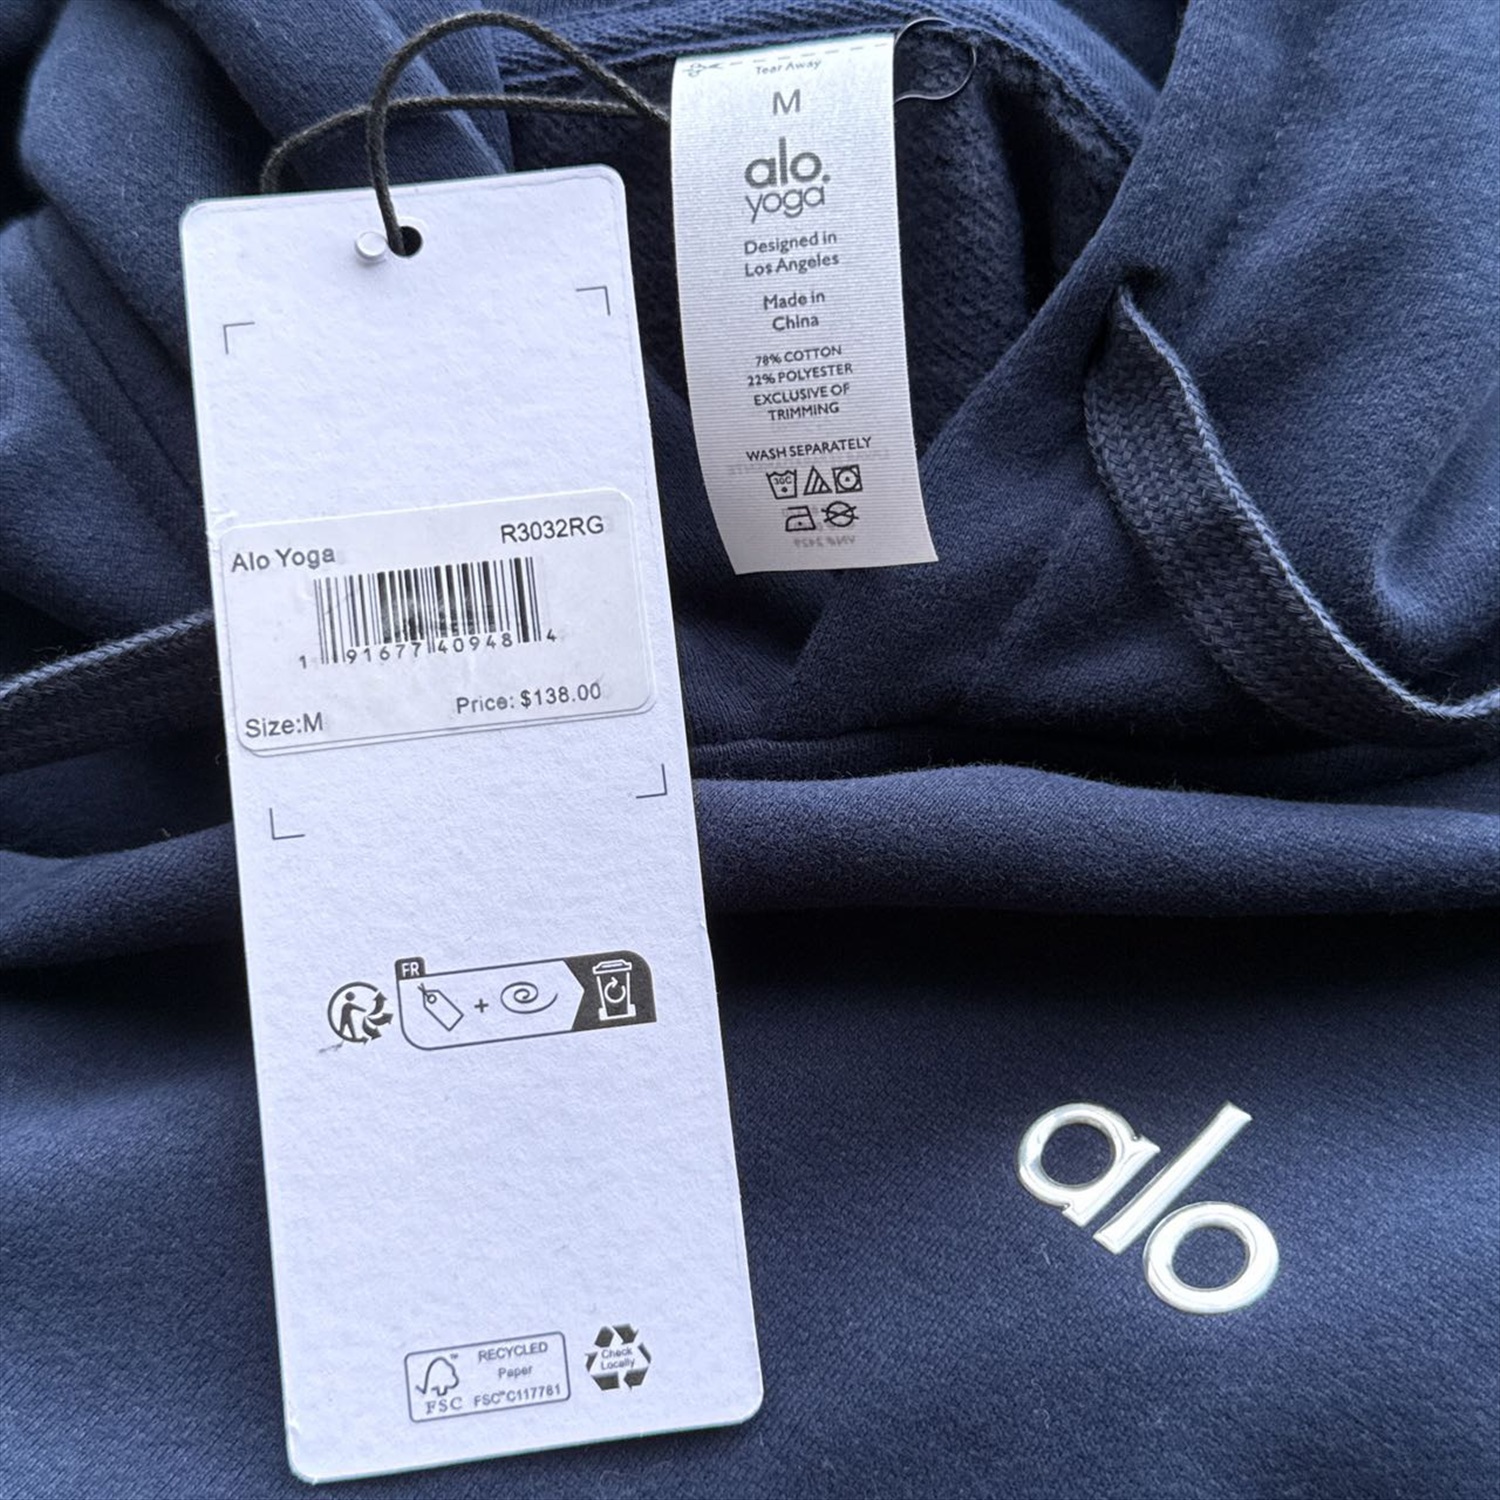 Tear Away
M
alo.
yoga
Designed in
Los Angeles
Made in
China
78% COTTON
22% POLYESTER
EXCLUSIVE OF
TRIMMING
WASH SEPARATELY
30C
R3032RG
Alo Yoga
1 91677 40948 4
Price: $138.00
Size:M
FR
RECYCLED
Paper
FSC™C117781
FSC
Check
Locally
alo